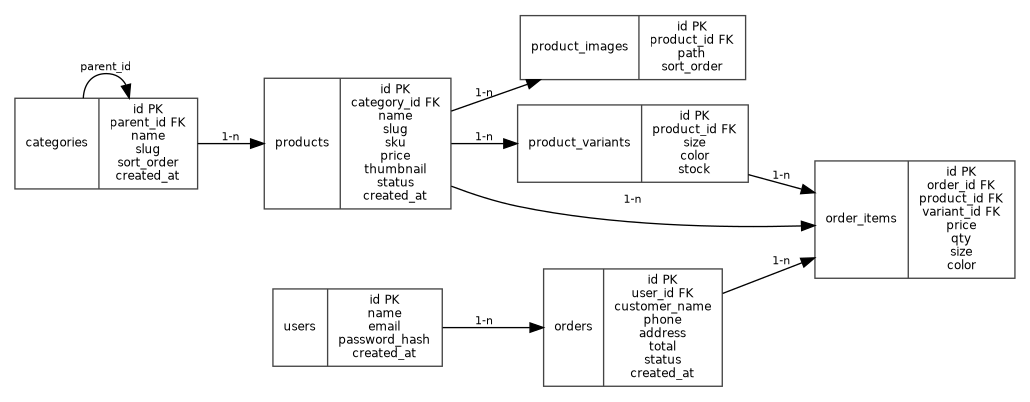 parent_id
categories
id PK
parent_id FK
name
slug
sort_order
created_at
1-n
products
id PK
category_id FK
name
slug
sku
price
thumbnail
status
created_at
1-n
product_images
id PK
product_id FK
path
sort_order
1-n
product_variants
id PK
product_id FK
size
color
stock
1-n
1-n
order_items
id PK
order_id FK
product_id FK
variant_id FK
price
qty
size
color
users
id PK
name
email
password_hash
created_at
1-n
orders
id PK
user_id FK
customer_name
phone
address
total
status
created_at
1-n